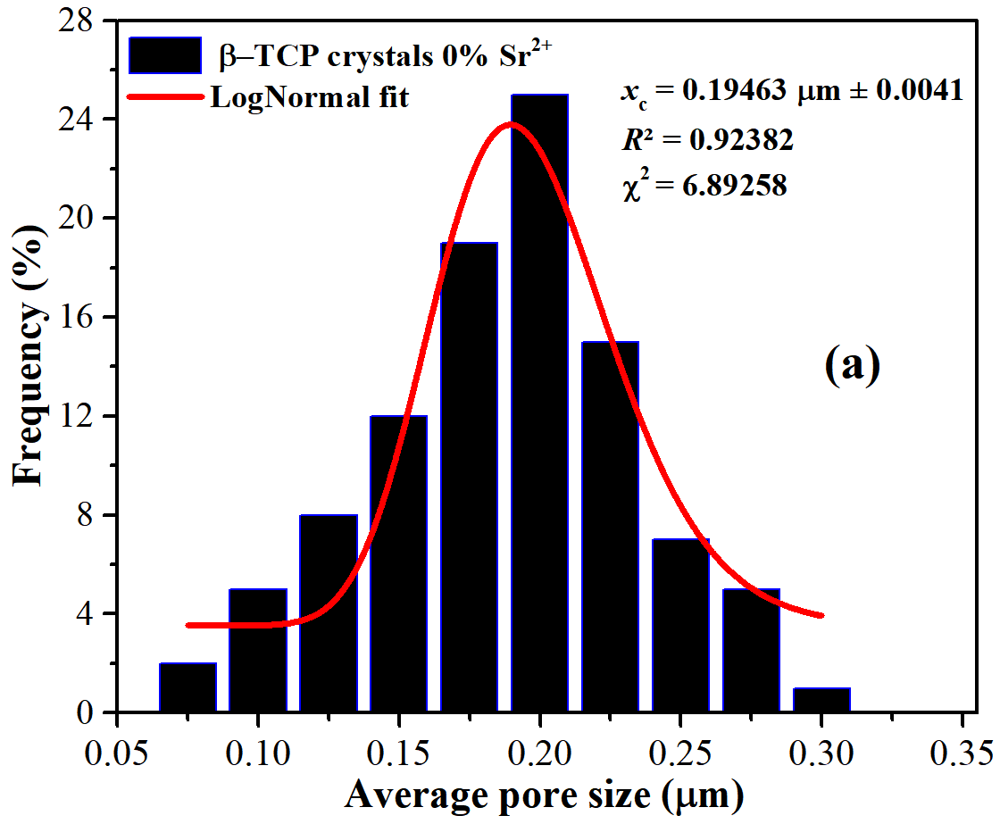 β–TCP crystals 0% Sr²⁺
LogNormal fit
x_c = 0.19463 μm ± 0.0041
R² = 0.92382
χ² = 6.89258
(a)
Frequency (%)
28
24
20
16
12
8
4
0
0.05 0.10 0.15 0.20 0.25 0.30 0.35
Average pore size (μm)